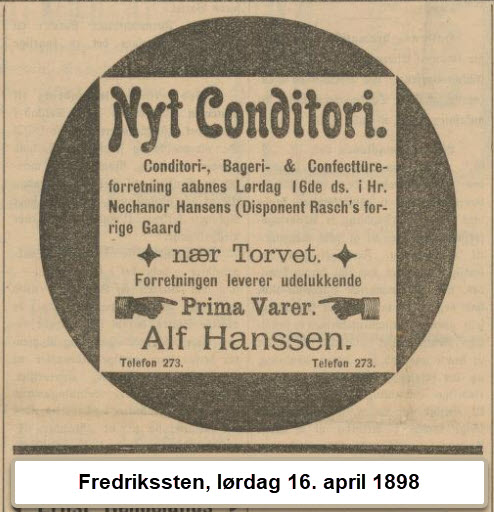 Nyt Conditori.
Conditori-, Bageri- & Confecttüre-
forretning aabnes Lørdag 16de ds. i Hr.
Nechanor Hansens (Disponent Rasch's for-
rige Gaard
nær Torvet.
Forretningen leverer udelukkende
Prima Varer.
Alf Hanssen.
Telefon 273. Telefon 273.
Fredrikssten, lørdag 16. april 1898